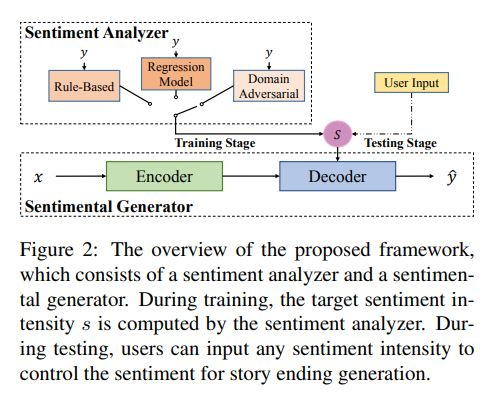 Sentiment Analyzer
y y y
Rule-Based
Regression
Model
Domain
Adversarial
User Input
Training Stage
s
Testing Stage
x
Encoder
Decoder
ŷ
Sentimental Generator
Figure 2: The overview of the proposed framework,
which consists of a sentiment analyzer and a sentimen-
tal generator. During training, the target sentiment in-
tensity s is computed by the sentiment analyzer. Dur-
ing testing, users can input any sentiment intensity to
control the sentiment for story ending generation.